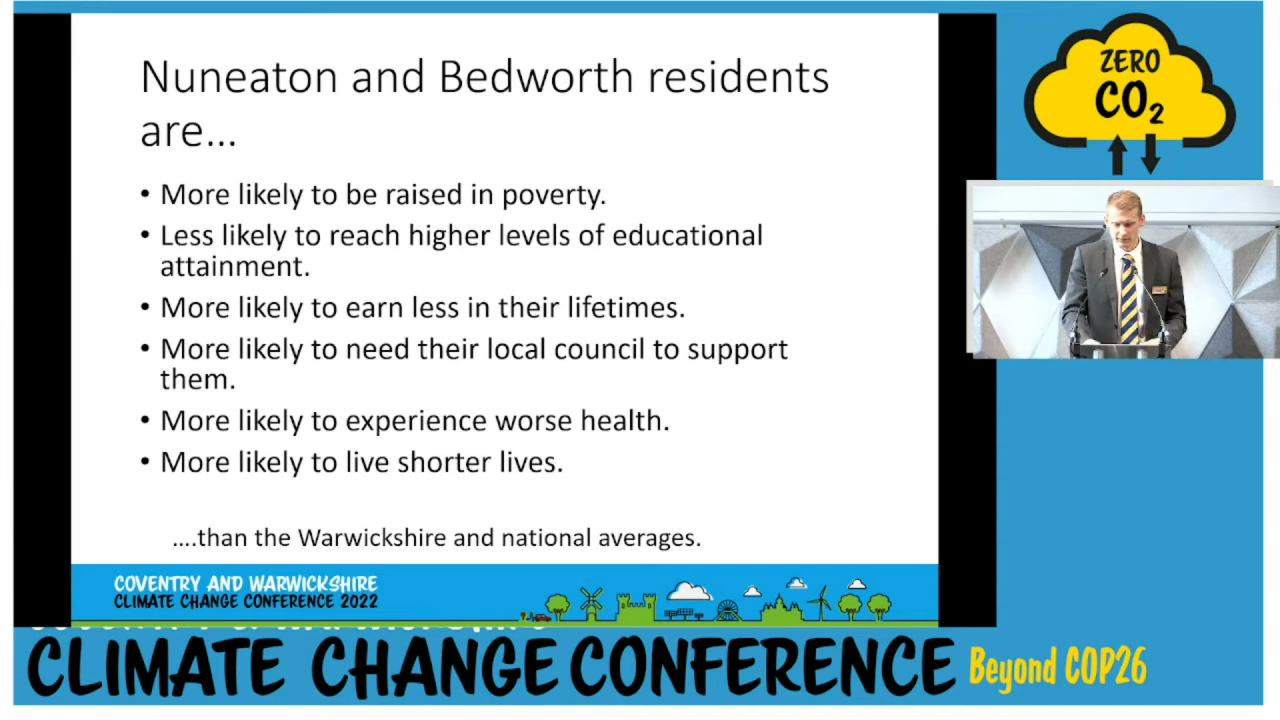 Nuneaton and Bedworth residents
are...
• More likely to be raised in poverty.
• Less likely to reach higher levels of educational
attainment.
• More likely to earn less in their lifetimes.
• More likely to need their local council to support
them.
• More likely to experience worse health.
• More likely to live shorter lives.
....than the Warwickshire and national averages.
COVENTRY AND WARWICKSHIRE
CLIMATE CHANGE CONFERENCE 2022
ZERO
CO₂
CLIMATE CHANGE CONFERENCE Beyond COP26